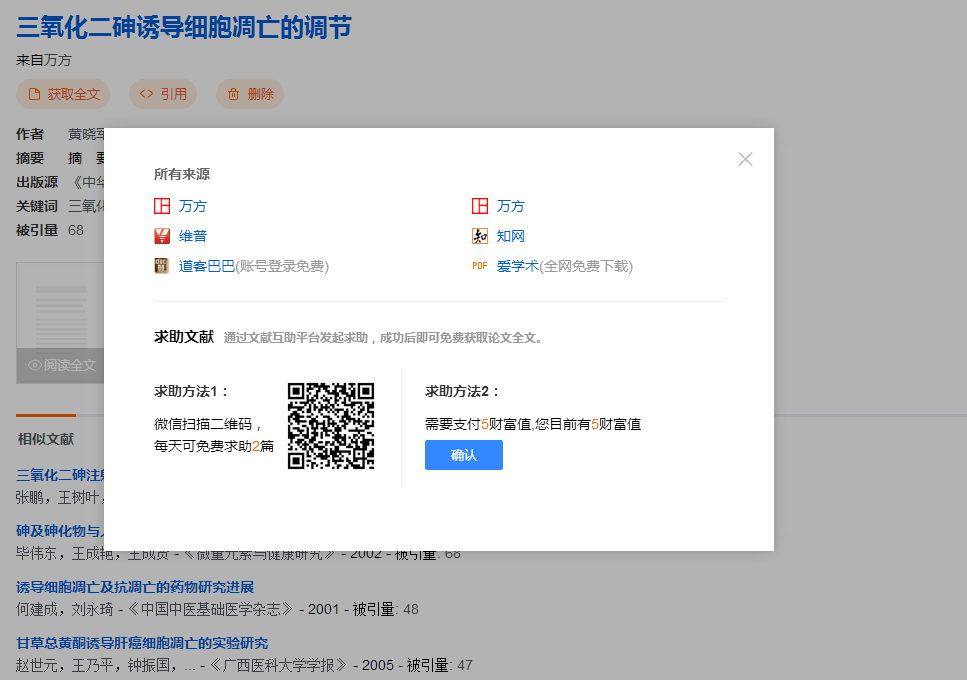 三氧化二砷诱导细胞凋亡的调节
来自万方
获取全文 引用 删除
作者 黄晓军
摘要 摘 要
出版源 《中华
关键词 三氧化
被引量 68
阅读全文
所有来源
万方 万方
维普 知网
道客巴巴(账号登录免费) PDF 爱学术(全网免费下载)
求助文献 通过文献互助平台发起求助，成功后即可免费获取论文全文。
求助方法1：
微信扫描二维码，
每天可免费求助2篇
求助方法2：
需要支付5财富值,您目前有5财富值
确认
相似文献
三氧化二砷注射
张鹏，王树叶，
砷及砷化物与人
毕伟东，王成艳，王成贤 - 《微量元素与健康研究》 - 2002 - 被引量: 68
诱导细胞凋亡及抗凋亡的药物研究进展
何建成，刘永琦 - 《中国中医基础医学杂志》 - 2001 - 被引量: 48
甘草总黄酮诱导肝癌细胞凋亡的实验研究
赵世元，王乃平，钟振国，... - 《广西医科大学学报》 - 2005 - 被引量: 47